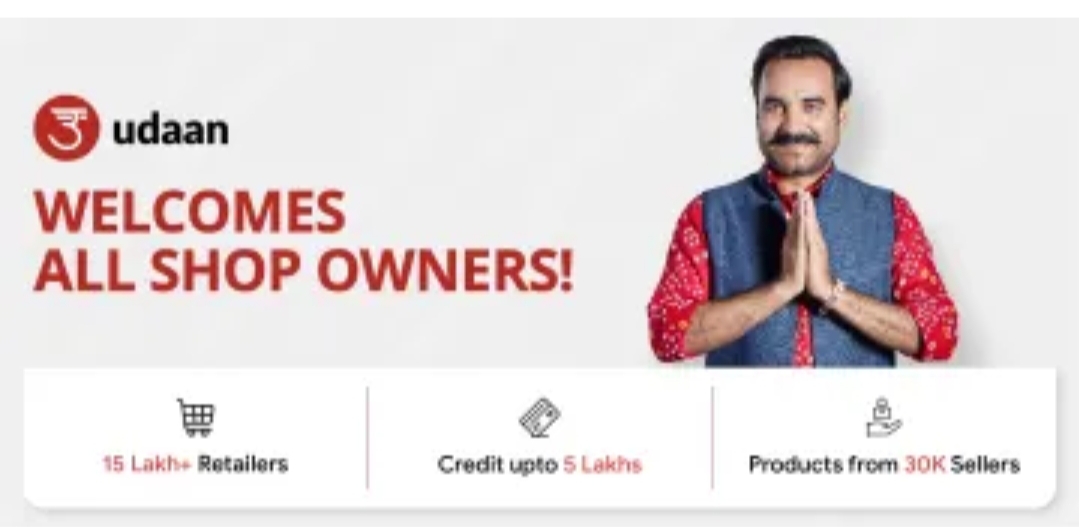 उ udaan
WELCOMES
ALL SHOP OWNERS!
15 Lakh+ Retailers
Credit upto 5 Lakhs
Products from 30K Sellers